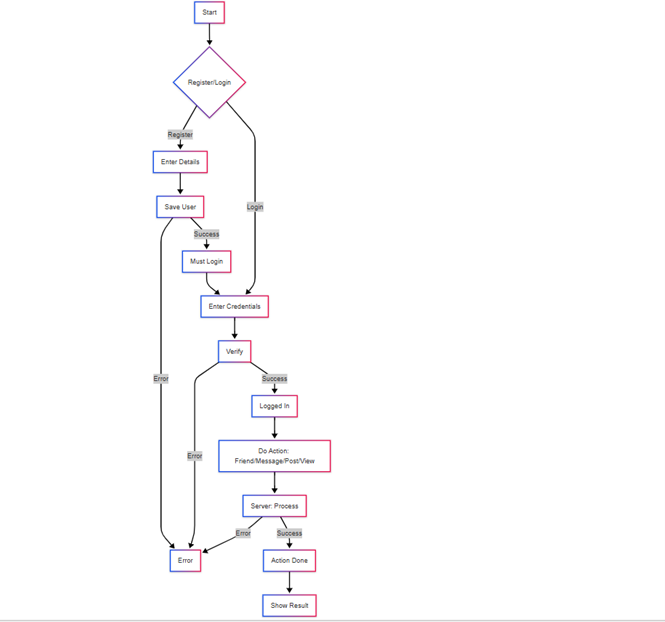 Start
Register/Login
Register
Enter Details
Login
Save User
Success
Must Login
Enter Credentials
Verify
Error
Success
Logged In
Do Action:
Friend/Message/Post/View
Error
Server: Process
Error
Success
Error
Action Done
Show Result